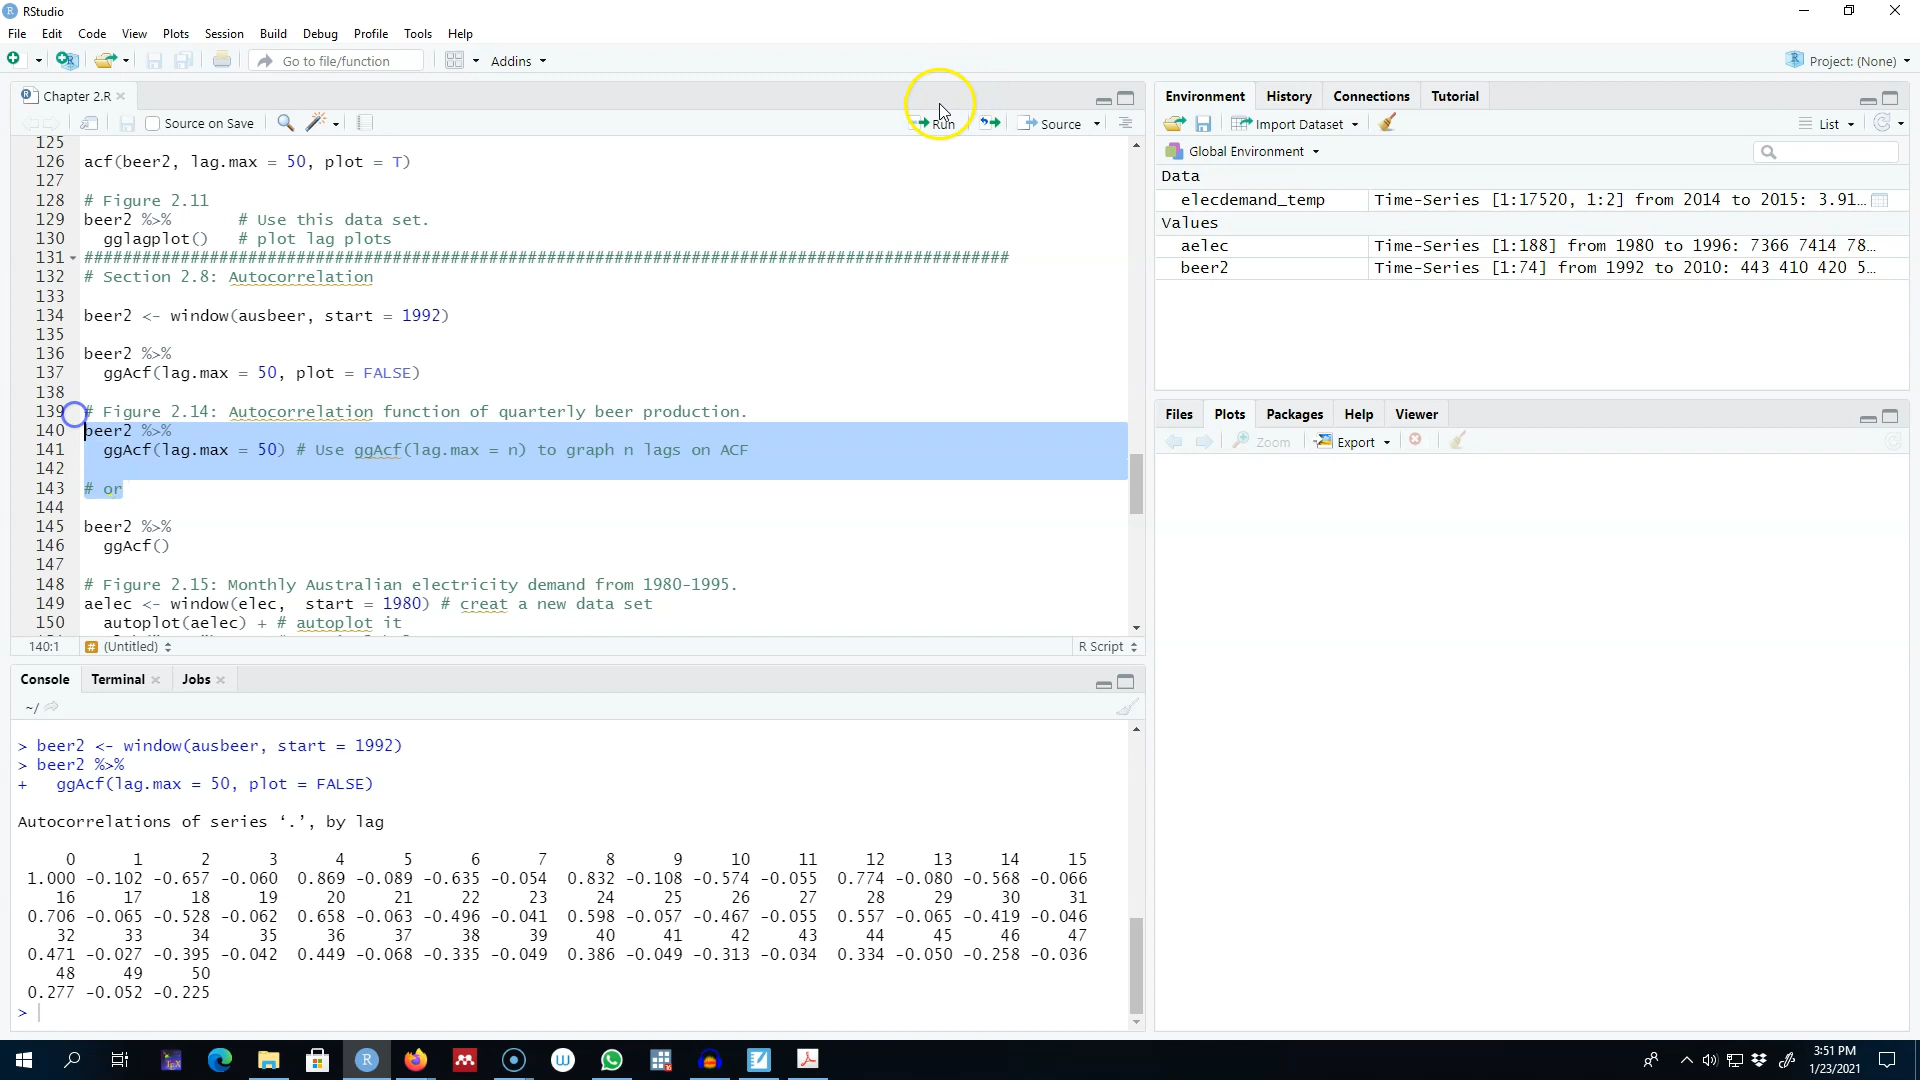 RStudio
File Edit Code View Plots Session Build Debug Profile Tools Help
Go to file/function Addins Project: (None)
Chapter 2.R
Source on Save Run Source
125
126 acf(beer2, lag.max = 50, plot = T)
127
128 # Figure 2.11
129 beer2 %>% # Use this data set.
130 gglagplot() # plot lag plots
131 ################################################################################################
132 # Section 2.8: Autocorrelation
133
134 beer2 <- window(ausbeer, start = 1992)
135
136 beer2 %>%
137 ggAcf(lag.max = 50, plot = FALSE)
138
139 # Figure 2.14: Autocorrelation function of quarterly beer production.
140 beer2 %>%
141 ggAcf(lag.max = 50) # Use ggAcf(lag.max = n) to graph n lags on ACF
142
143 # or
144
145 beer2 %>%
146 ggAcf()
147
148 # Figure 2.15: Monthly Australian electricity demand from 1980-1995.
149 aelec <- window(elec, start = 1980) # creat a new data set
150 autoplot(aelec) + # autoplot it
140:1 (Untitled) R Script
Console Terminal Jobs
~/
> beer2 <- window(ausbeer, start = 1992)
> beer2 %>%
+ ggAcf(lag.max = 50, plot = FALSE)
Autocorrelations of series ‘.’, by lag
0 1 2 3 4 5 6 7 8 9 10 11 12 13 14 15
1.000 -0.102 -0.657 -0.060 0.869 -0.089 -0.635 -0.054 0.832 -0.108 -0.574 -0.055 0.774 -0.080 -0.568 -0.066
16 17 18 19 20 21 22 23 24 25 26 27 28 29 30 31
0.706 -0.065 -0.528 -0.062 0.658 -0.063 -0.496 -0.041 0.598 -0.057 -0.467 -0.055 0.557 -0.065 -0.419 -0.046
32 33 34 35 36 37 38 39 40 41 42 43 44 45 46 47
0.471 -0.027 -0.395 -0.042 0.449 -0.068 -0.335 -0.049 0.386 -0.049 -0.313 -0.034 0.334 -0.050 -0.258 -0.036
48 49 50
0.277 -0.052 -0.225
>
Environment History Connections Tutorial
Import Dataset List
Global Environment
Data
elecdemand_temp Time-Series [1:17520, 1:2] from 2014 to 2015: 3.91…
Values
aelec Time-Series [1:188] from 1980 to 1996: 7366 7414 78…
beer2 Time-Series [1:74] from 1992 to 2010: 443 410 420 5…
Files Plots Packages Help Viewer
Zoom Export
3:51 PM
1/23/2021